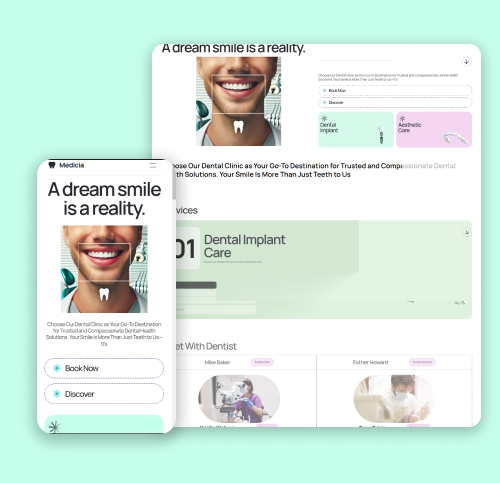 A dream smile is a reality.
Choose Our Dental Clinic as Your Go-To Destination for Trusted and Compassionate Dental Health
Solutions. Your Smile Is More Than Just Teeth to Us—It's
Book Now
Discover
Dental
Implant
Aesthetic
Care
oose Our Dental Clinic as Your Go-To Destination for Trusted and Compassionate Dental
th Solutions. Your Smile Is More Than Just Teeth to Us
vices
01
Dental Implant
Care
et With Dentist
Mike Baker
Esther Howard
Medicia
A dream smile
is a reality.
Choose Our Dental Clinic as Your Go-To Destination
for Trusted and Compassionate Dental Health
Solutions. Your Smile Is More Than Just Teeth to Us—
It's
Book Now
Discover